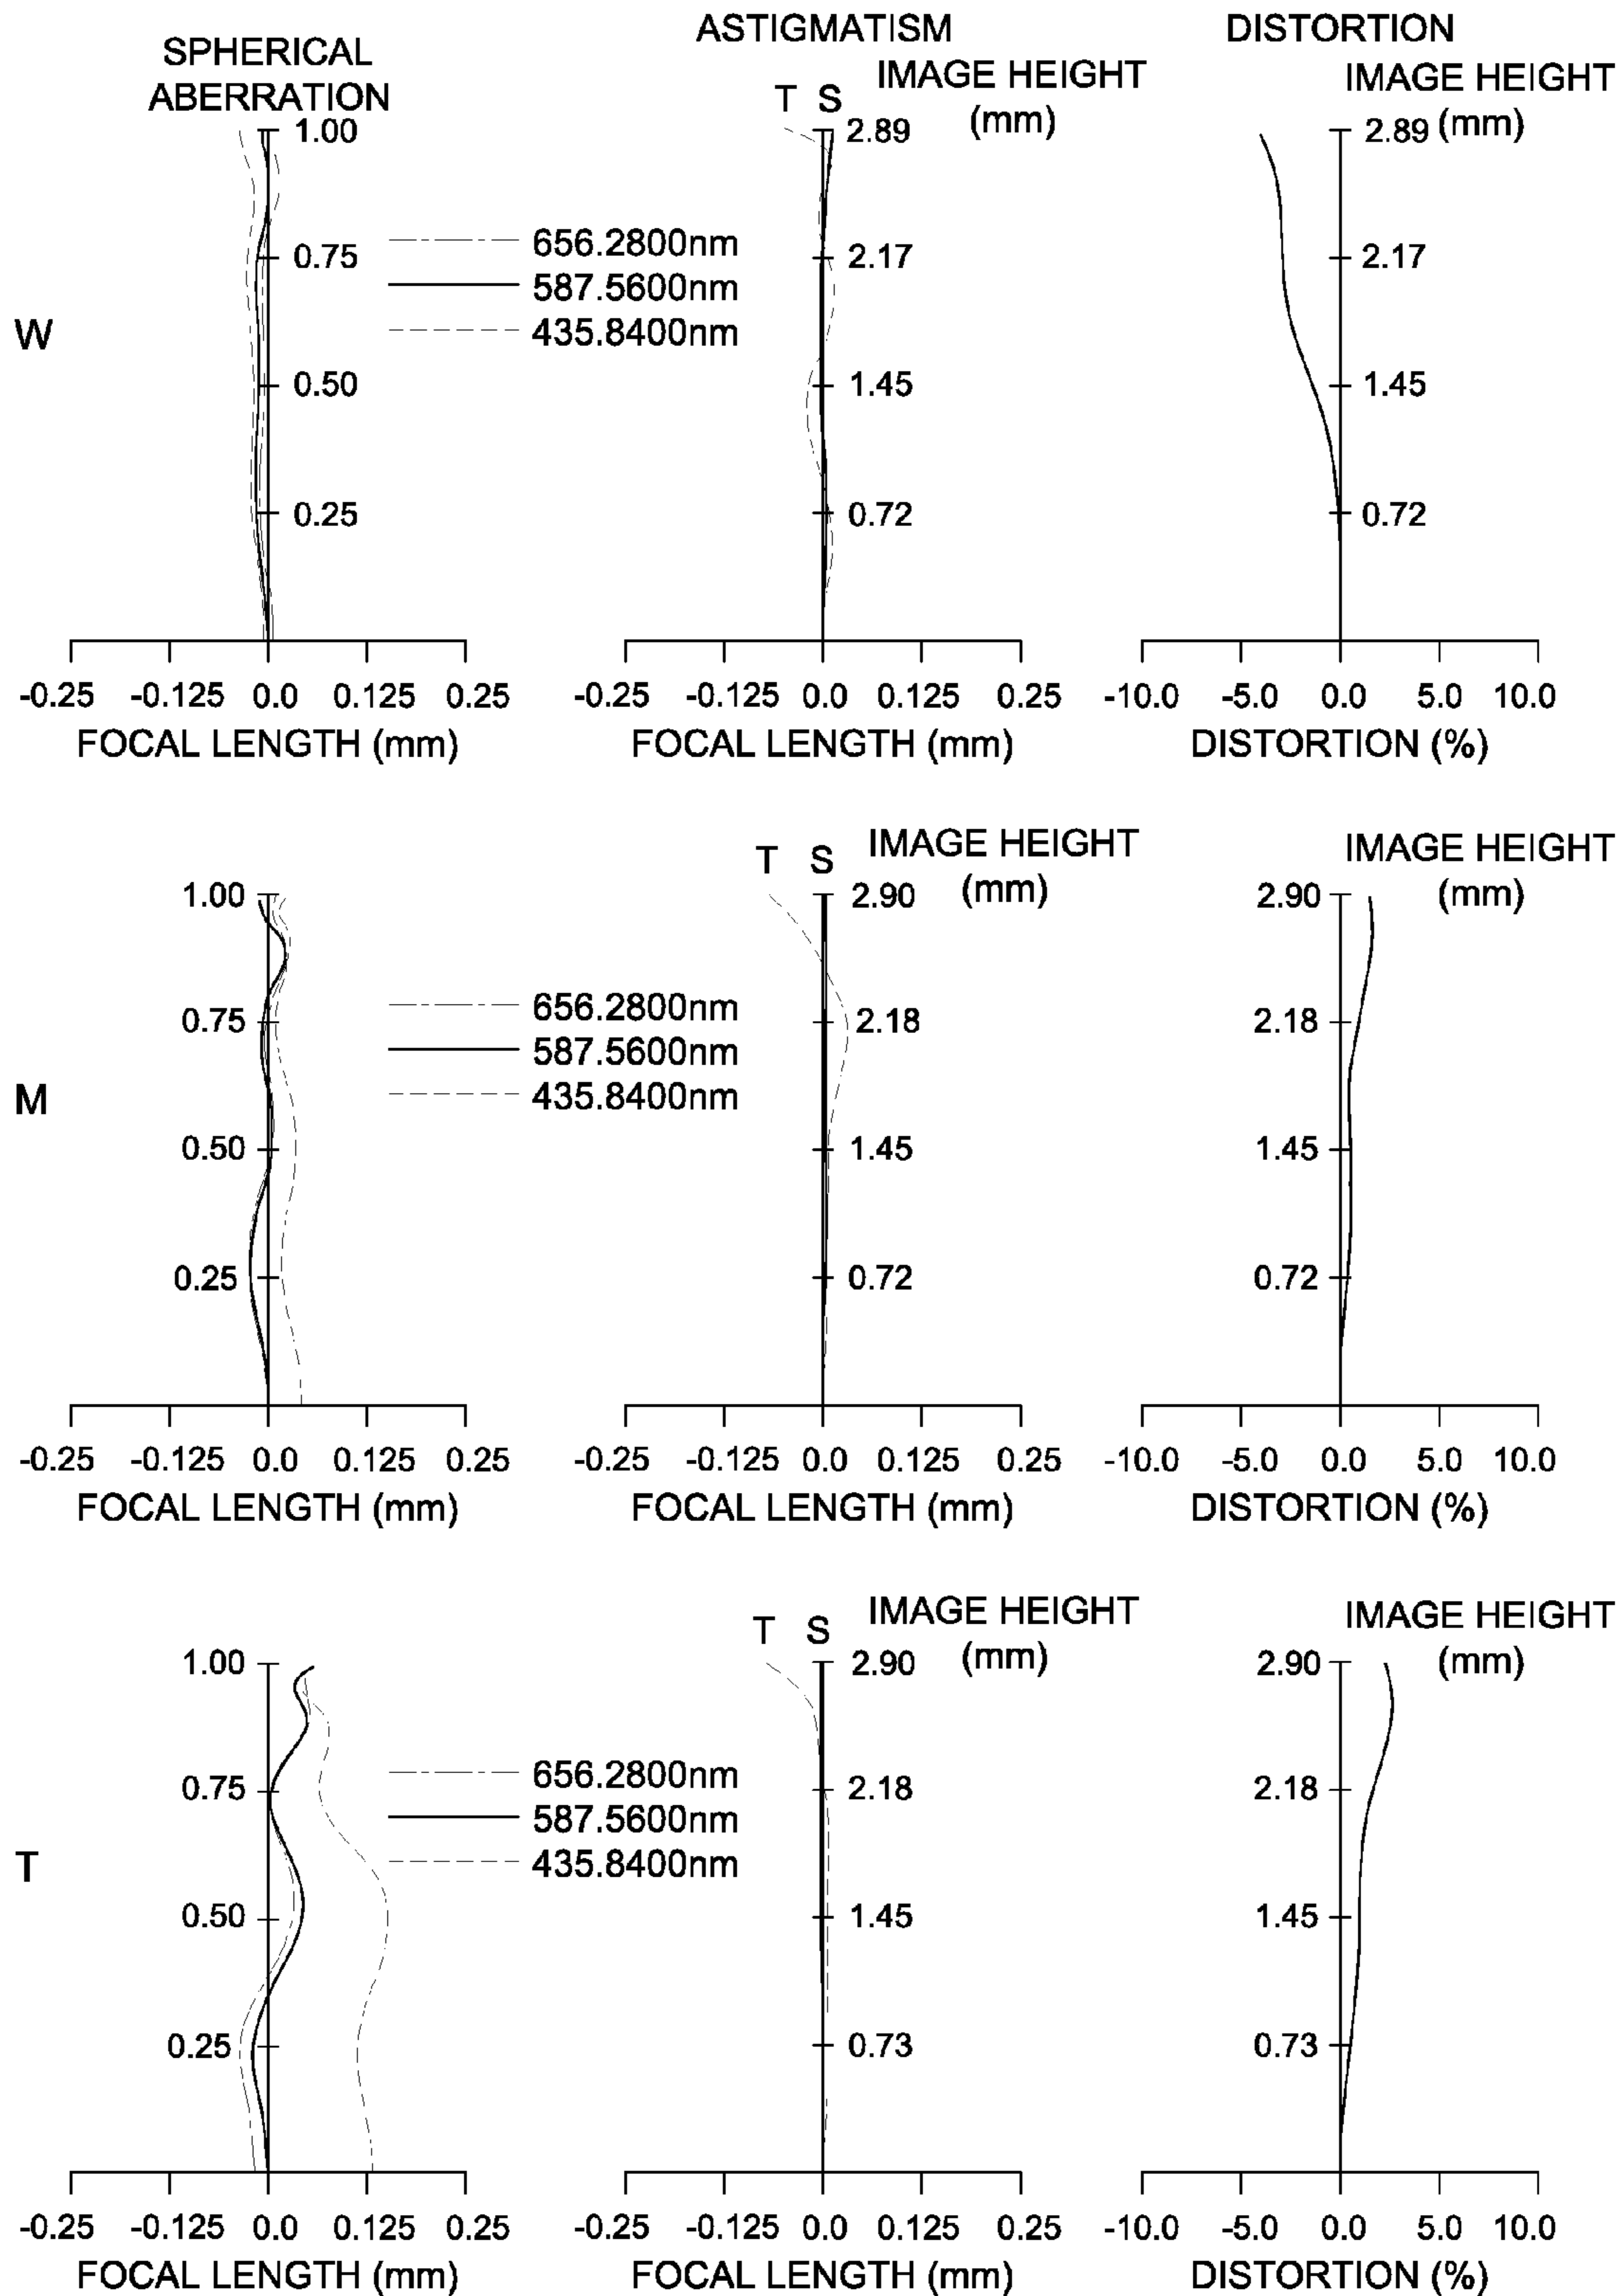 SPHERICAL
ABERRATION
1.00
0.75
0.50
0.25
W
656.2800nm
587.5600nm
435.8400nm
-0.25 -0.125 0.0 0.125 0.25
FOCAL LENGTH (mm)
ASTIGMATISM
T S
IMAGE HEIGHT
(mm)
2.89
2.17
1.45
0.72
-0.25 -0.125 0.0 0.125 0.25
FOCAL LENGTH (mm)
DISTORTION
IMAGE HEIGHT
2.89 (mm)
2.17
1.45
0.72
-10.0 -5.0 0.0 5.0 10.0
DISTORTION (%)
M
1.00
0.75
0.50
0.25
656.2800nm
587.5600nm
435.8400nm
-0.25 -0.125 0.0 0.125 0.25
FOCAL LENGTH (mm)
T S
IMAGE HEIGHT
(mm)
2.90
2.18
1.45
0.72
-0.25 -0.125 0.0 0.125 0.25
FOCAL LENGTH (mm)
IMAGE HEIGHT
(mm)
2.90
2.18
1.45
0.72
-10.0 -5.0 0.0 5.0 10.0
DISTORTION (%)
T
1.00
0.75
0.50
0.25
656.2800nm
587.5600nm
435.8400nm
-0.25 -0.125 0.0 0.125 0.25
FOCAL LENGTH (mm)
T S
IMAGE HEIGHT
(mm)
2.90
2.18
1.45
0.73
-0.25 -0.125 0.0 0.125 0.25
FOCAL LENGTH (mm)
IMAGE HEIGHT
(mm)
2.90
2.18
1.45
0.73
-10.0 -5.0 0.0 5.0 10.0
DISTORTION (%)